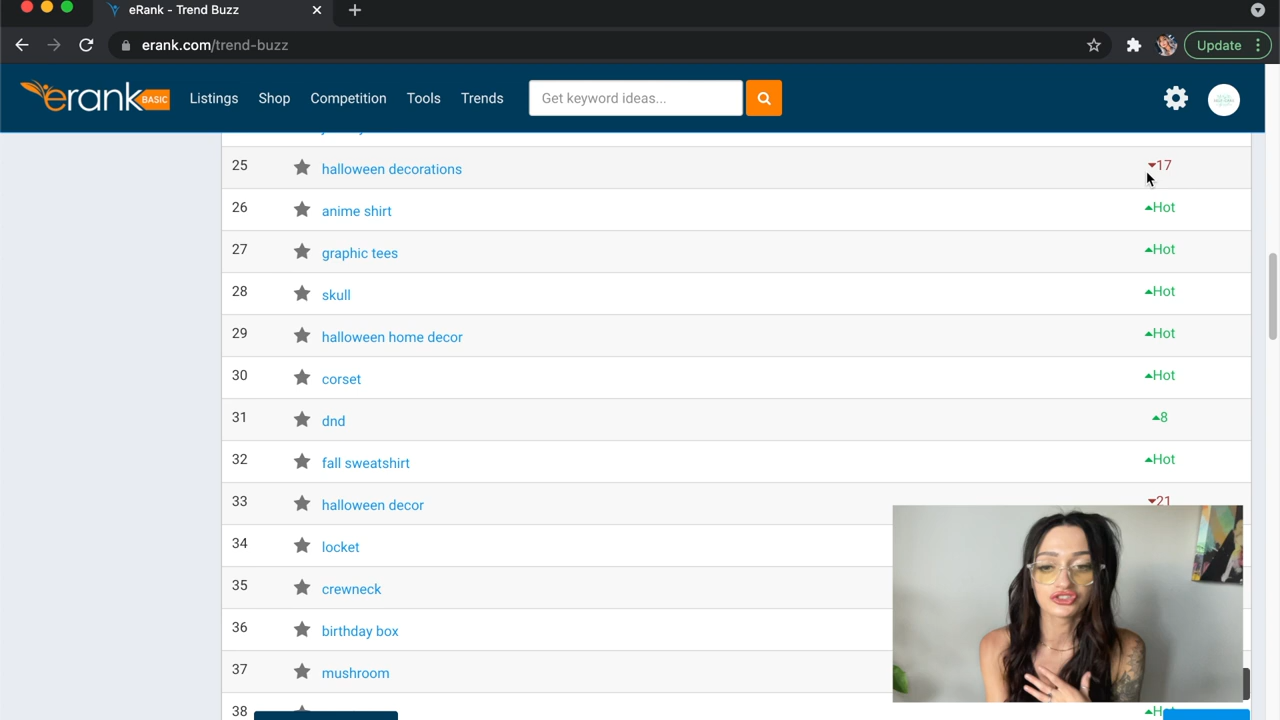 eRank - Trend Buzz
erank.com/trend-buzz
Update
erank BASIC
Listings
Shop
Competition
Tools
Trends
Get keyword ideas...
25 halloween decorations 17
26 anime shirt Hot
27 graphic tees Hot
28 skull Hot
29 halloween home decor Hot
30 corset Hot
31 dnd 8
32 fall sweatshirt Hot
33 halloween decor 21
34 locket
35 crewneck
36 birthday box
37 mushroom
38 Hot